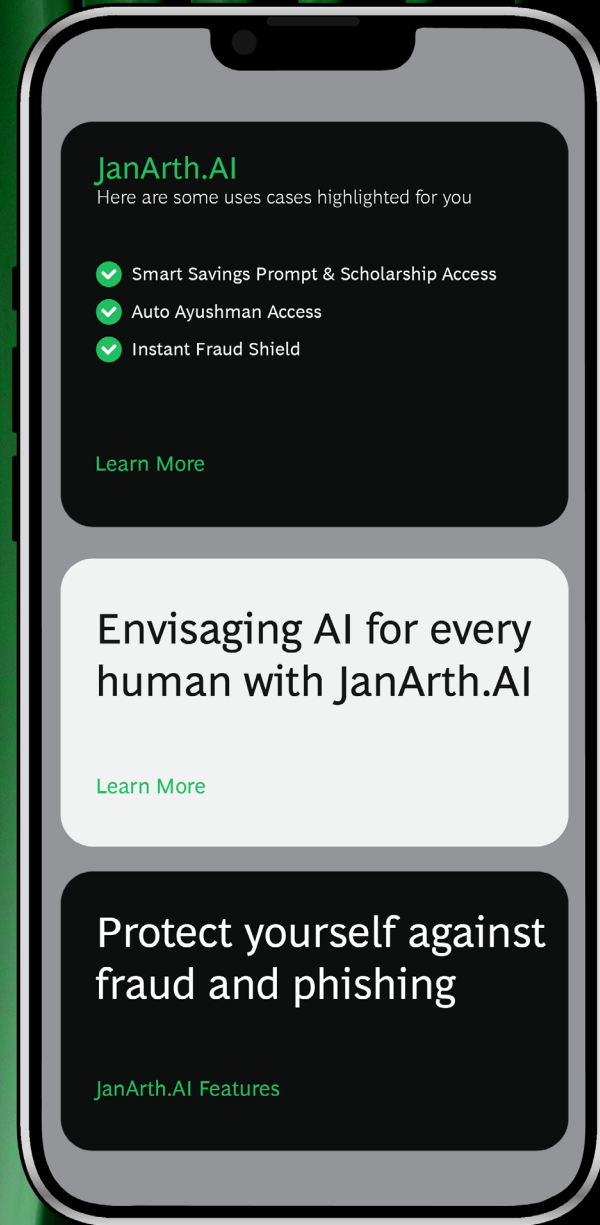 JanArth.AI
Here are some uses cases highlighted for you
Smart Savings Prompt & Scholarship Access
Auto Ayushman Access
Instant Fraud Shield
Learn More
Envisaging AI for every
human with JanArth.AI
Learn More
Protect yourself against
fraud and phishing
JanArth.AI Features